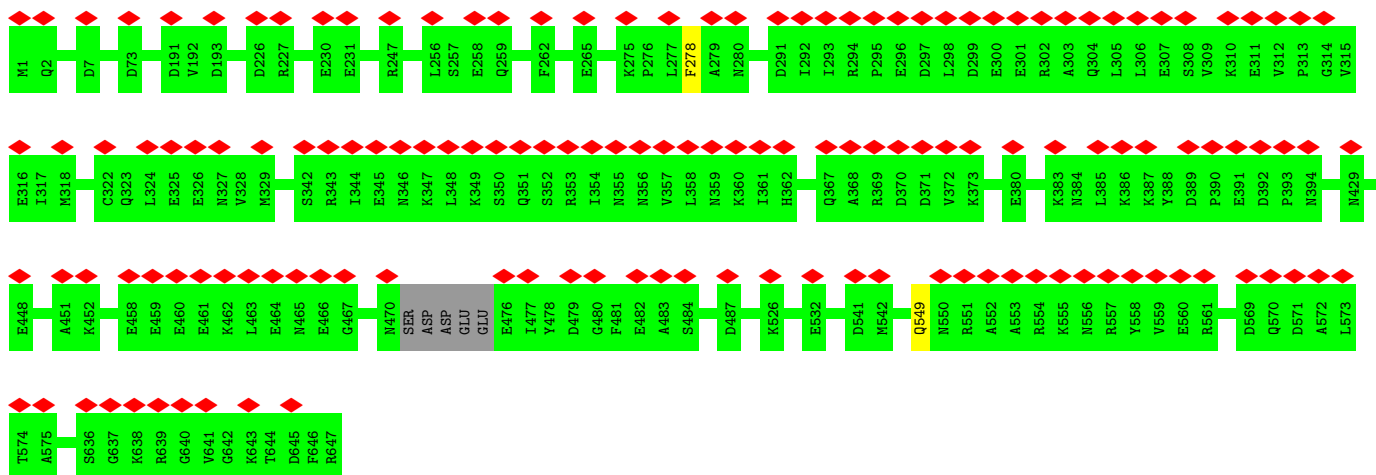 M1 Q2 D7 D73 D191 V192 D193 D226 R227 E230 E231 R247 L256 S257 E258 Q259 F262 E265 K275 P276 L277 F278 A279 N280 D291 I292 I293 R294 P295 E296 D297 L298 D299 E300 E301 R302 A303 Q304 L305 L306 E307 S308 V309 K310 E311 V312 P313 G314 V315
E316 I317 M318 C322 Q323 L324 E325 E326 N327 V328 M329 S342 R343 I344 E345 N346 K347 L348 K349 S350 Q351 S352 R353 I354 N355 N356 V357 L358 N359 K360 I361 H362 Q367 A368 R369 D370 D371 V372 K373 E380 K383 N384 L385 K386 K387 Y388 D389 P390 E391 D392 P393 N394 N429
E448 A451 K452 E458 E459 E460 E461 K462 L463 E464 N465 E466 G467 N470 SER ASP ASP GLU GLU E476 I477 Y478 D479 G480 F481 E482 A483 S484 D487 K526 E532 D541 M542 Q549 N550 R551 A552 A553 R554 K555 N556 R557 Y558 V559 E560 R561 D569 Q570 D571 A572 L573
T574 A575 S636 G637 K638 R639 G640 V641 G642 K643 T644 D645 F646 R647